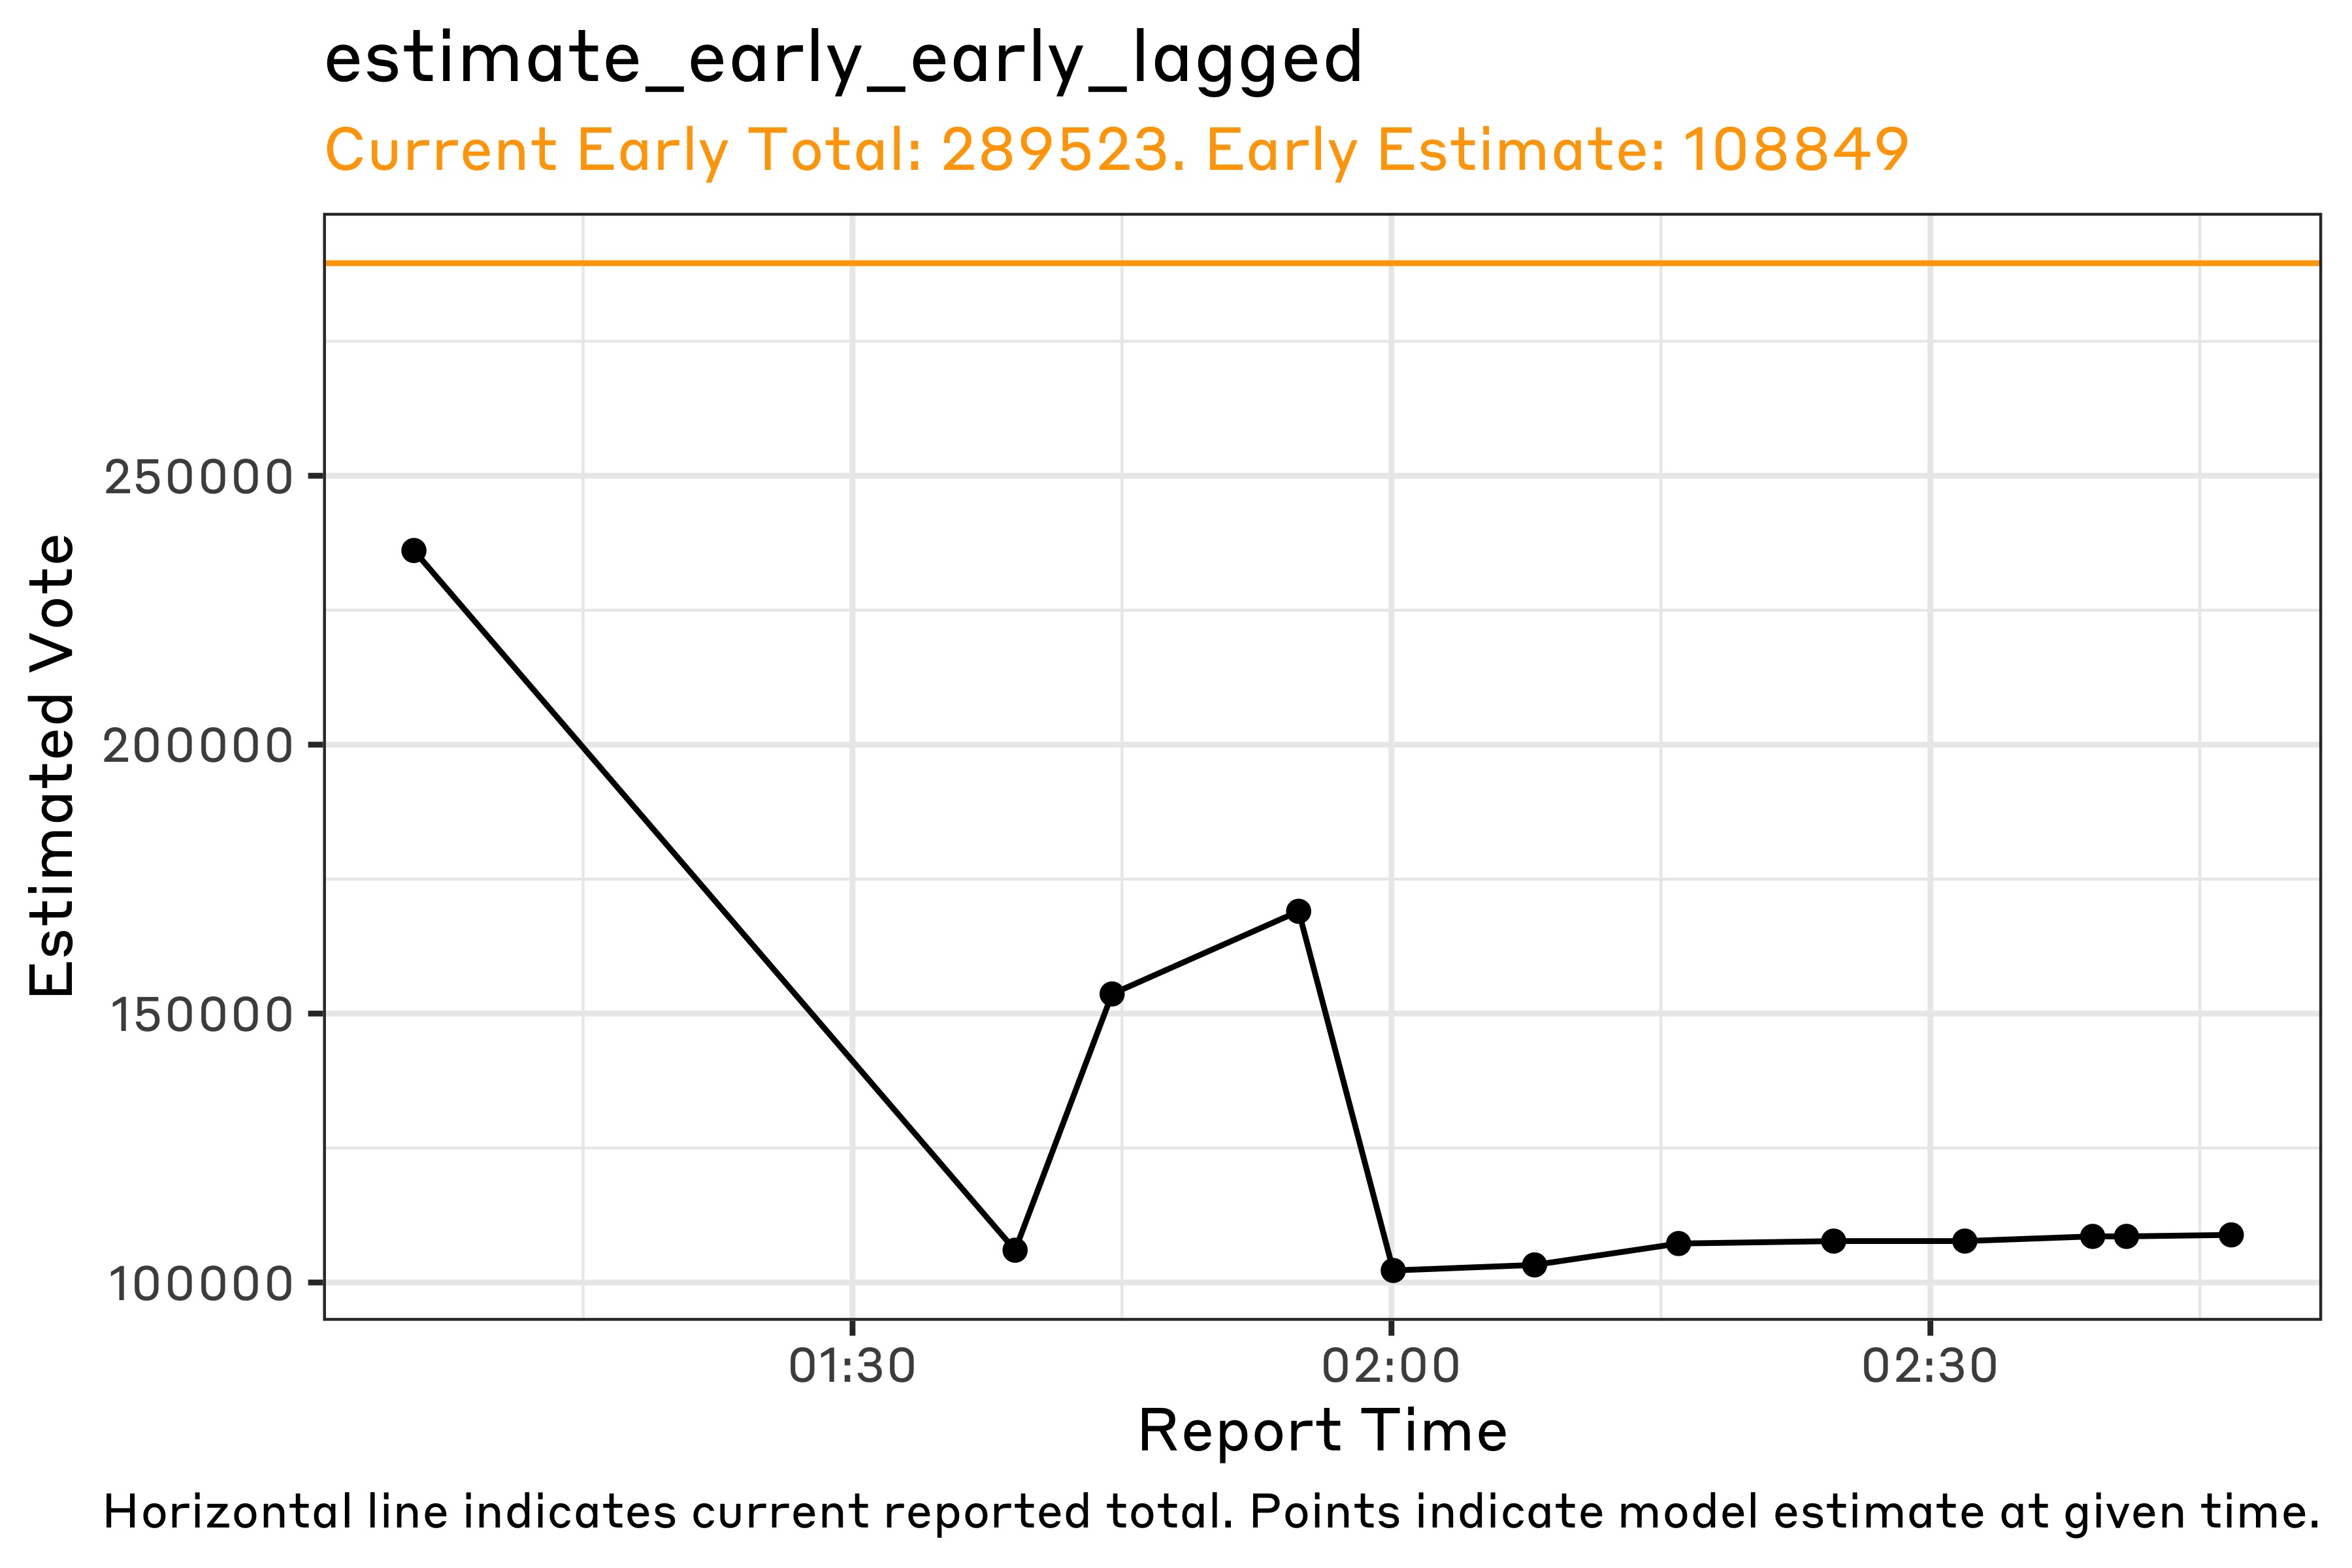 estimate_early_early_lagged
Current Early Total: 289523. Early Estimate: 108849
Estimated Vote
250000
200000
150000
100000
01:30
02:00
02:30
Report Time
Horizontal line indicates current reported total. Points indicate model estimate at given time.